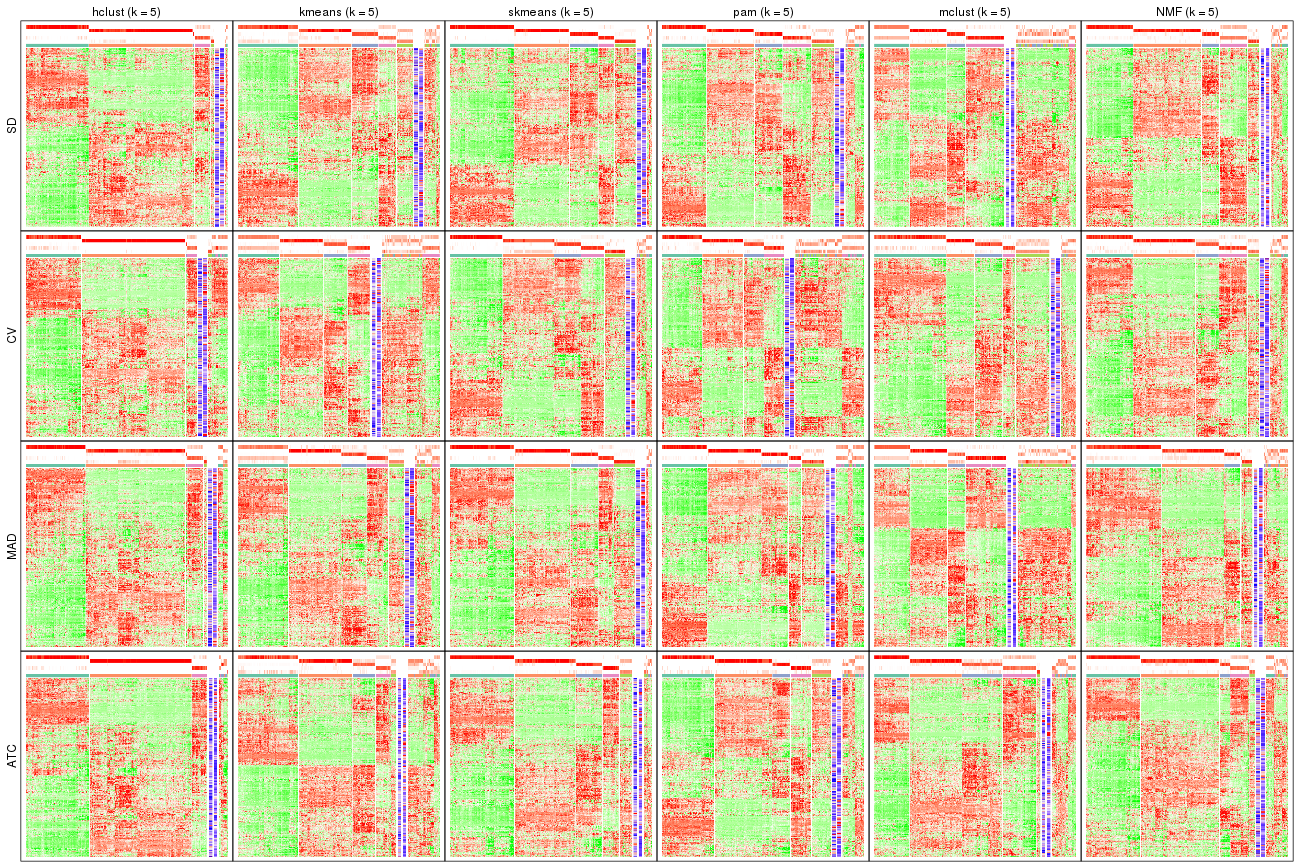 hclust (k = 5) kmeans (k = 5) skmeans (k = 5) pam (k = 5) mclust (k = 5) NMF (k = 5)
SD
CV
MAD
ATC